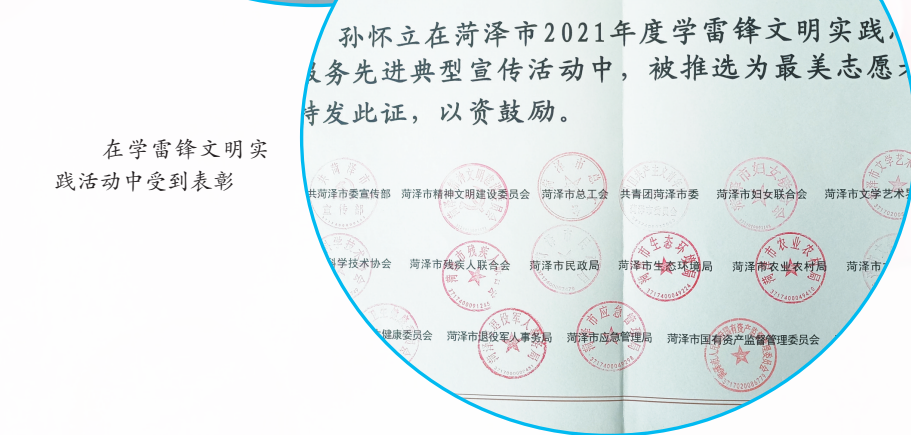 孙怀立在菏泽市2021年度学雷锋文明实践
服务先进典型宣传活动中，被推选为最美志愿
特发此证，以资鼓励。
在学雷锋文明实
践活动中受到表彰
共菏泽市委宣传部 菏泽市精神文明建设委员会 菏泽市总工会 共青团菏泽市委 菏泽市妇女联合会 菏泽市文学艺术界
科学技术协会 菏泽市残疾人联合会 菏泽市民政局 菏泽市生态环境局 菏泽市农业农村局 菏泽市
健康委员会 菏泽市退役军人事务局 菏泽市应急管理局 菏泽市国有资产监督管理委员会